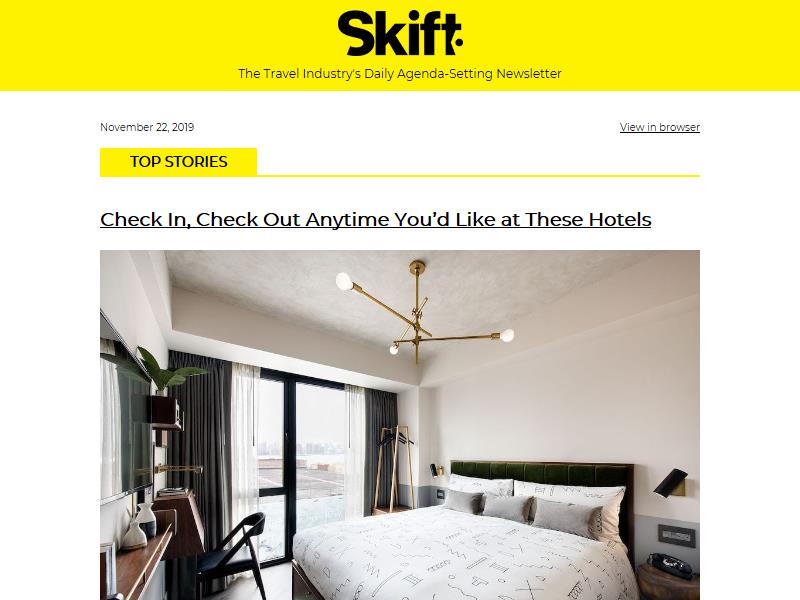 Skift
The Travel Industry's Daily Agenda-Setting Newsletter
November 22, 2019
View in browser
TOP STORIES
Check In, Check Out Anytime You’d Like at These Hotels